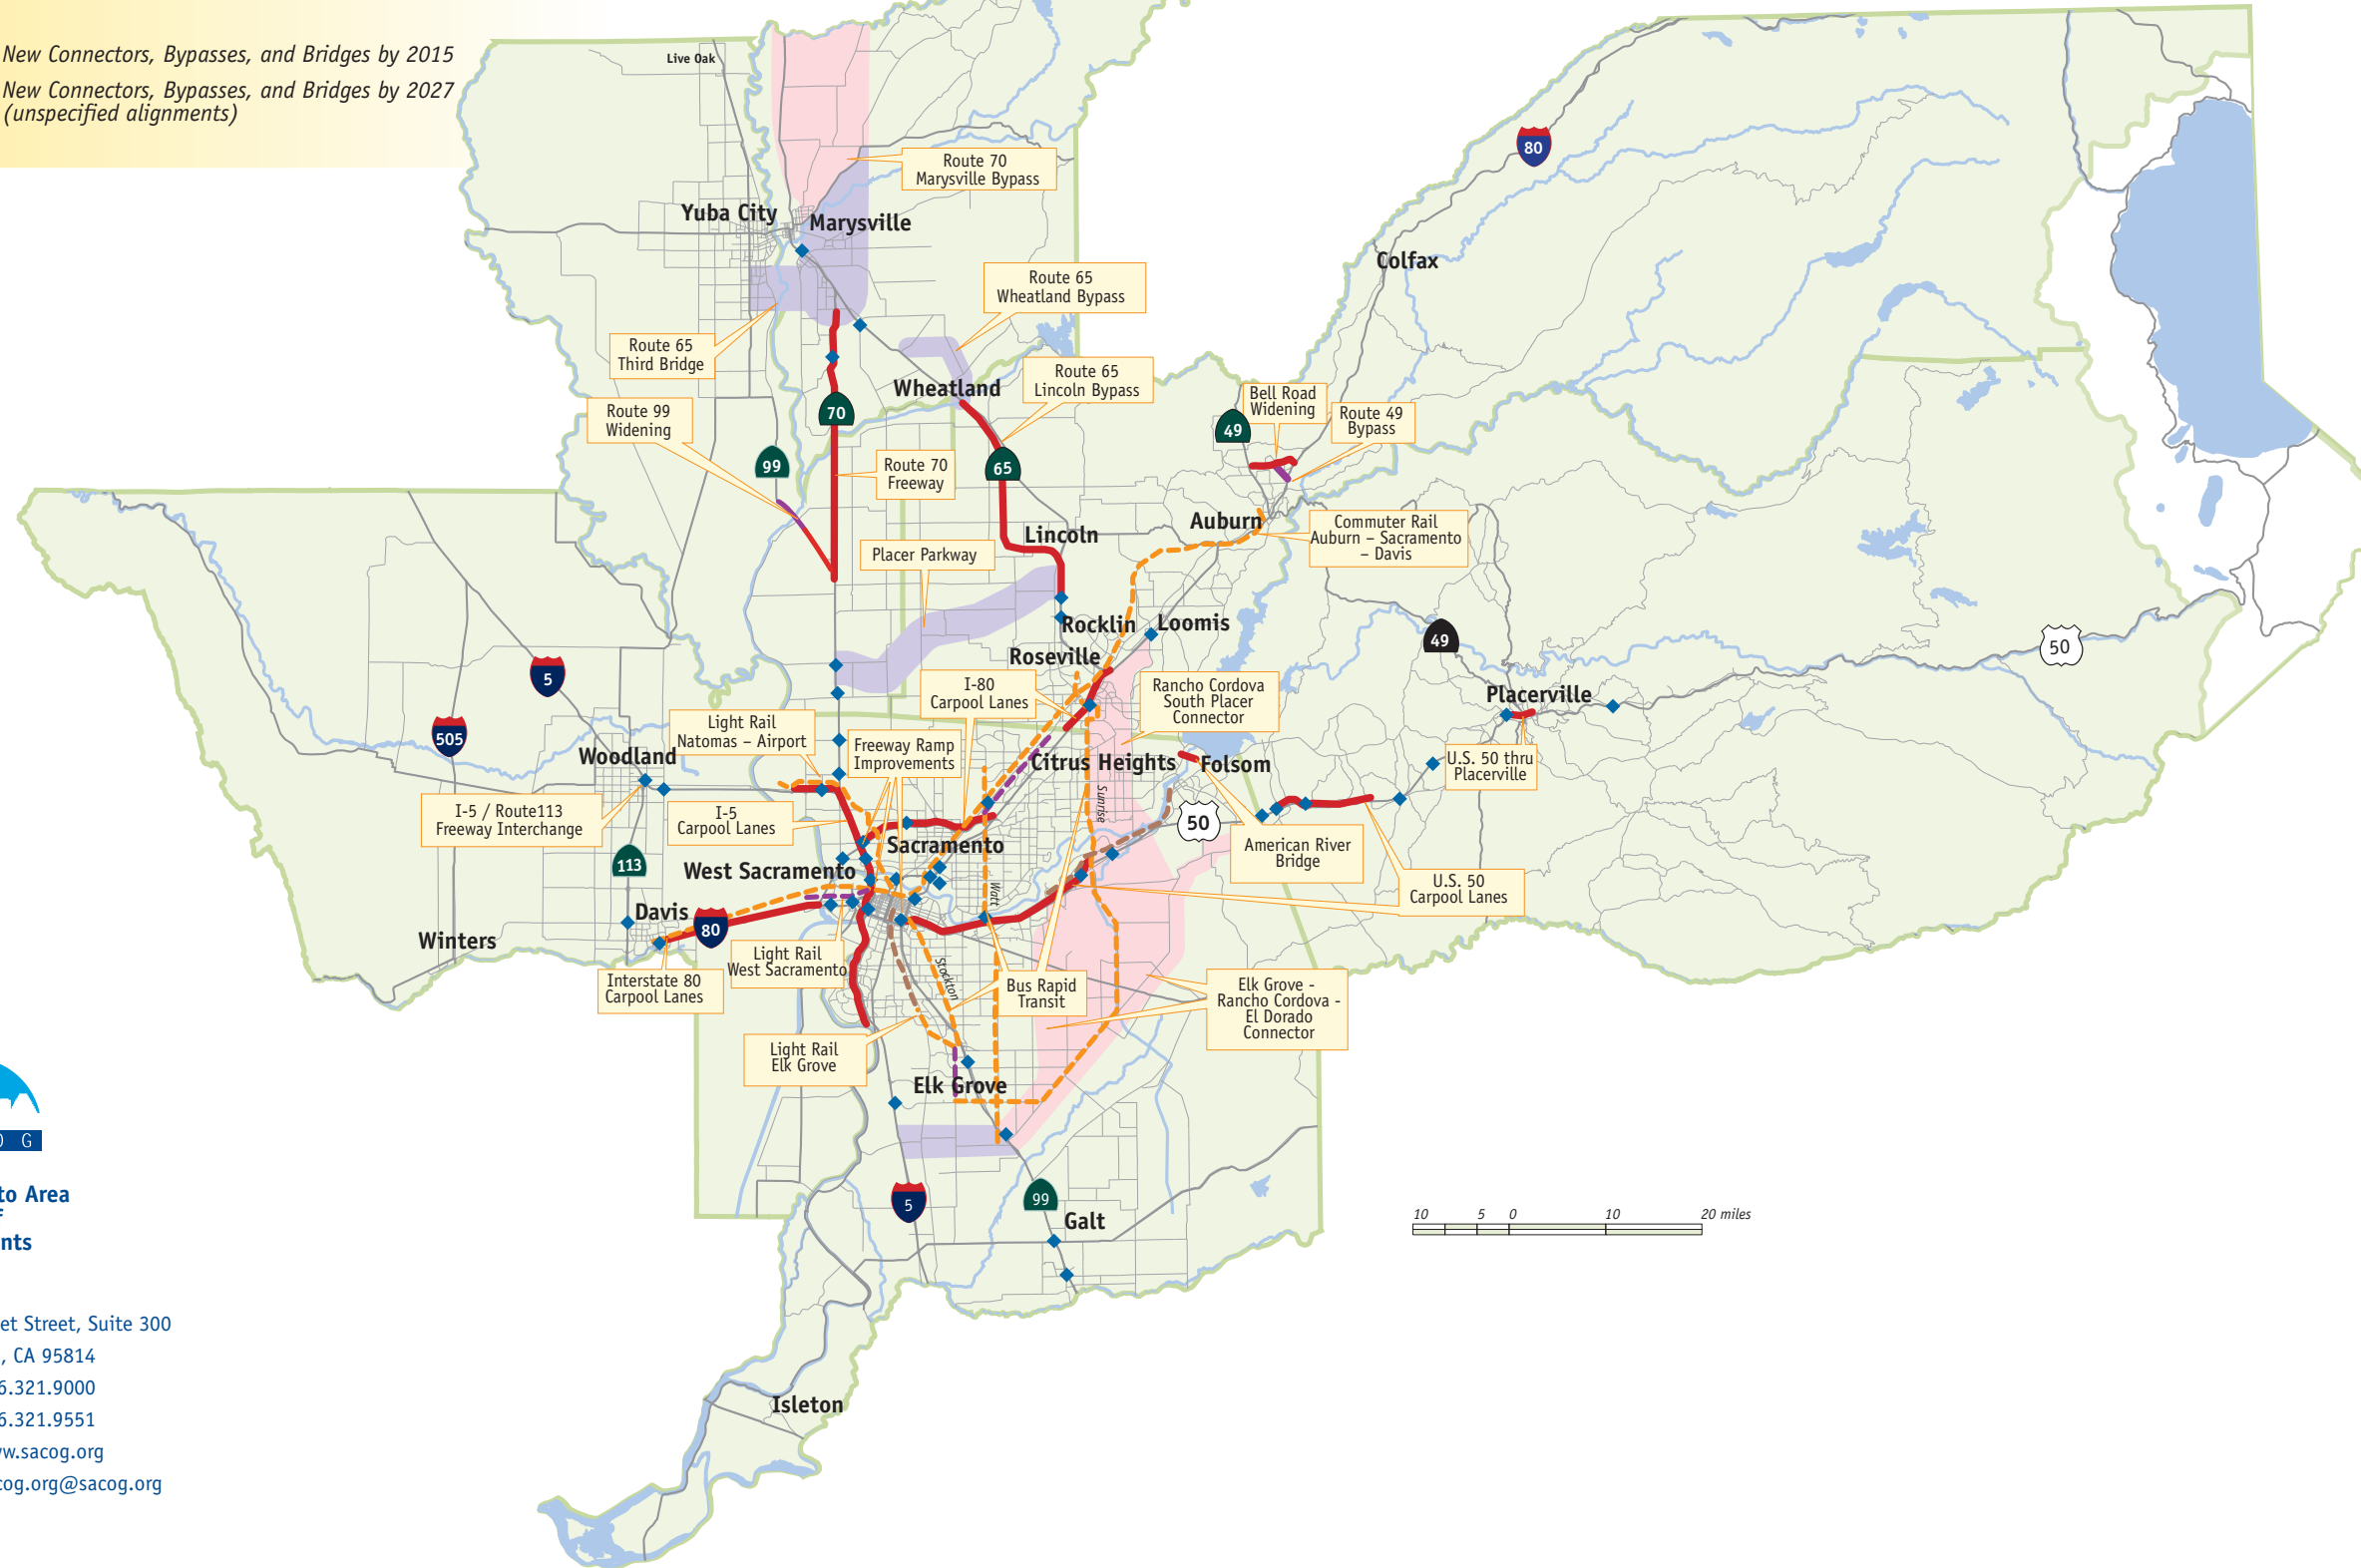 New Connectors, Bypasses, and Bridges by 2015
New Connectors, Bypasses, and Bridges by 2027
(unspecified alignments)
Live Oak
80
Route 70
Marysville Bypass
Yuba City
Marysville
Colfax
Route 65
Wheatland Bypass
Route 65
Third Bridge
Route 65
Lincoln Bypass
Wheatland
Bell Road
Widening
Route 49
Bypass
Route 99
Widening
70
49
99
Route 70
Freeway
65
Auburn
Commuter Rail
Auburn – Sacramento
– Davis
Lincoln
Placer Parkway
Rocklin
Loomis
49
50
Roseville
5
I-80
Carpool Lanes
Rancho Cordova
South Placer
Connector
Placerville
505
Light Rail
Natomas – Airport
Freeway Ramp
Improvements
Woodland
Citrus Heights
Folsom
U.S. 50 thru
Placerville
I-5 / Route113
Freeway Interchange
I-5
Carpool Lanes
Sunrise
50
Sacramento
American River
Bridge
113
West Sacramento
Watt
U.S. 50
Carpool Lanes
Davis
80
Winters
Light Rail
West Sacramento
Stockton
Interstate 80
Carpool Lanes
Bus Rapid
Transit
Elk Grove -
Rancho Cordova -
El Dorado
Connector
Light Rail
Elk Grove
Elk Grove
5
99
Galt
10 5 0 10 20 miles
Isleton
G
to Area
nts
et Street, Suite 300
, CA 95814
6.321.9000
6.321.9551
w.sacog.org
cog.org@sacog.org